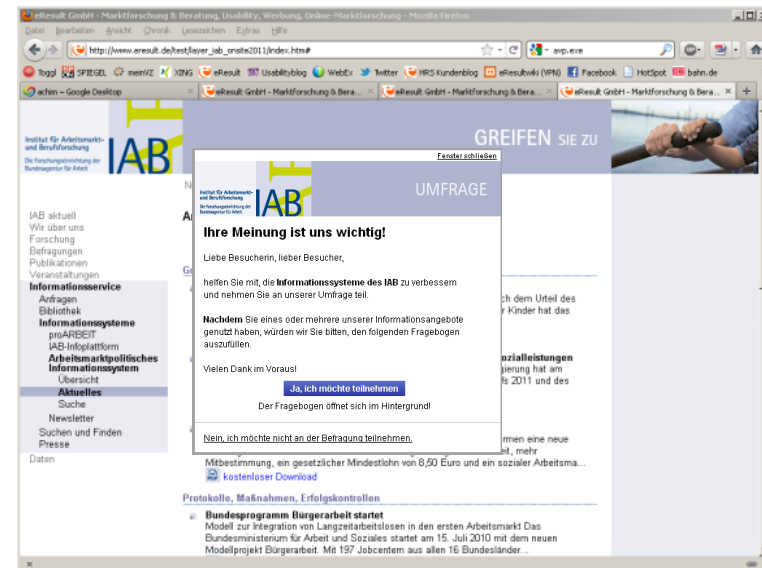 eResult GmbH - Marktforschung & Beratung, Usability, Werbung, Online-Marktforschung - Mozilla Firefox
Datei Bearbeiten Ansicht Chronik Lesezeichen Extras Hilfe
http://www.eresult.de/test/layer_iab_onsite2011/index.htm#
avp.exe
Toggl SPIEGEL meinVZ XING eResult Usabilityblog WebEx Twitter HRS Kundenblog eResultwiki (VPN) Facebook HotSpot bahn.de
achim – Google Desktop
eResult GmbH - Marktforschung & Bera...
eResult GmbH - Marktforschung & Bera...
eResult GmbH - Marktforschung & Bera...
Institut für Arbeitsmarkt-
und Berufsforschung
Die Forschungseinrichtung der
Bundesagentur für Arbeit
IAB
GREIFEN SIE ZU
IAB aktuell
Wir über uns
Forschung
Befragungen
Publikationen
Veranstaltungen
Informationsservice
Anfragen
Bibliothek
Informationssysteme
proARBEIT
IAB-Infoplattform
Arbeitsmarktpolitisches
Informationssystem
Übersicht
Aktuelles
Suche
Newsletter
Suchen und Finden
Presse
Daten
Fenster schließen
Institut für Arbeitsmarkt-
und Berufsforschung
Die Forschungseinrichtung der
Bundesagentur für Arbeit
IAB
UMFRAGE
Ihre Meinung ist uns wichtig!
Liebe Besucherin, lieber Besucher,
helfen Sie mit, die Informationssysteme des IAB zu verbessern
und nehmen Sie an unserer Umfrage teil.
Nachdem Sie eines oder mehrere unserer Informationsangebote
genutzt haben, würden wir Sie bitten, den folgenden Fragebogen
auszufüllen.
Vielen Dank im Voraus!
Ja, ich möchte teilnehmen
Der Fragebogen öffnet sich im Hintergrund!
Nein, ich möchte nicht an der Befragung teilnehmen.
ch dem Urteil des
r Kinder hat das
ozialleistungen
gierung hat am
fs 2011 und des
rmen eine neue
eit, mehr
Mitbestimmung, ein gesetzlicher Mindestlohn von 8,50 Euro und ein sozialer Arbeitsma...
kostenloser Download
Protokolle, Maßnahmen, Erfolgskontrollen
Bundesprogramm Bürgerarbeit startet
Modell zur Integration von Langzeitarbeitslosen in den ersten Arbeitsmarkt Das
Bundesministerium für Arbeit und Soziales startet am 15. Juli 2010 mit dem neuen
Modellprojekt Bürgerarbeit. Mit 197 Jobcentern aus allen 16 Bundesländer...